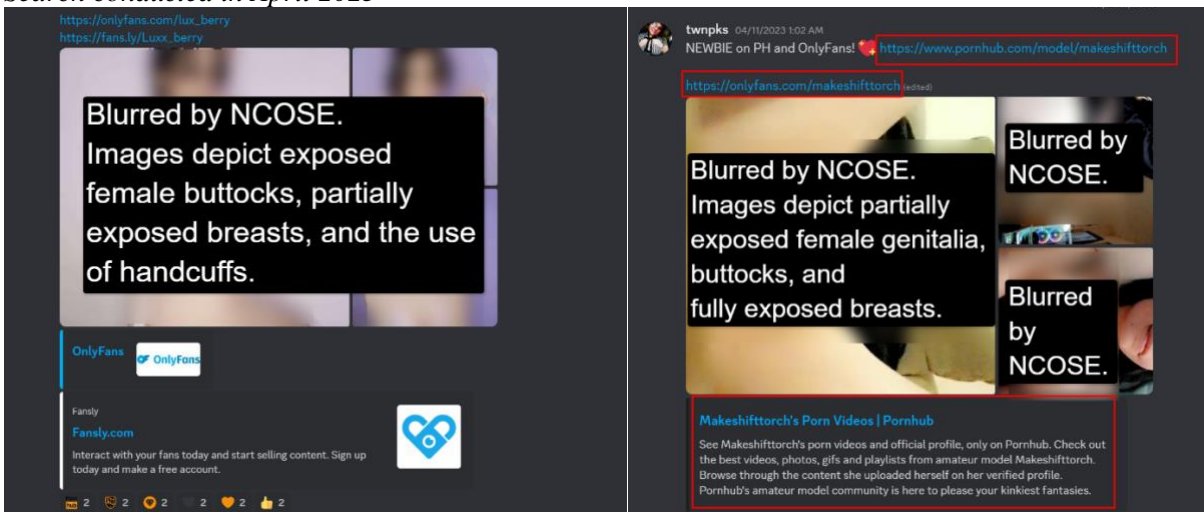 https://onlyfans.com/lux_berry
https://fans.ly/Luxx_berry
Blurred by NCOSE.
Images depict exposed
female buttocks, partially
exposed breasts, and the use
of handcuffs.
OnlyFans
OnlyFans
Fansly
Fansly.com
Interact with your fans today and start selling content. Sign up
today and make a free account.
2 2 2 2 2 2
twnpks 04/11/2023 1:02 AM
NEWBIE on PH and OnlyFans! https://www.pornhub.com/model/makeshifttorch
https://onlyfans.com/makeshifttorch (edited)
Blurred by NCOSE.
Images depict partially
exposed female genitalia,
buttocks, and
fully exposed breasts.
Blurred by
NCOSE.
Blurred
by
NCOSE.
Makeshifttorch's Porn Videos | Pornhub
See Makeshifttorch's porn videos and official profile, only on Pornhub. Check out
the best videos, photos, gifs and playlists from amateur model Makeshifttorch.
Browse through the content she uploaded herself on her verified profile.
Pornhub's amateur model community is here to please your kinkiest fantasies.